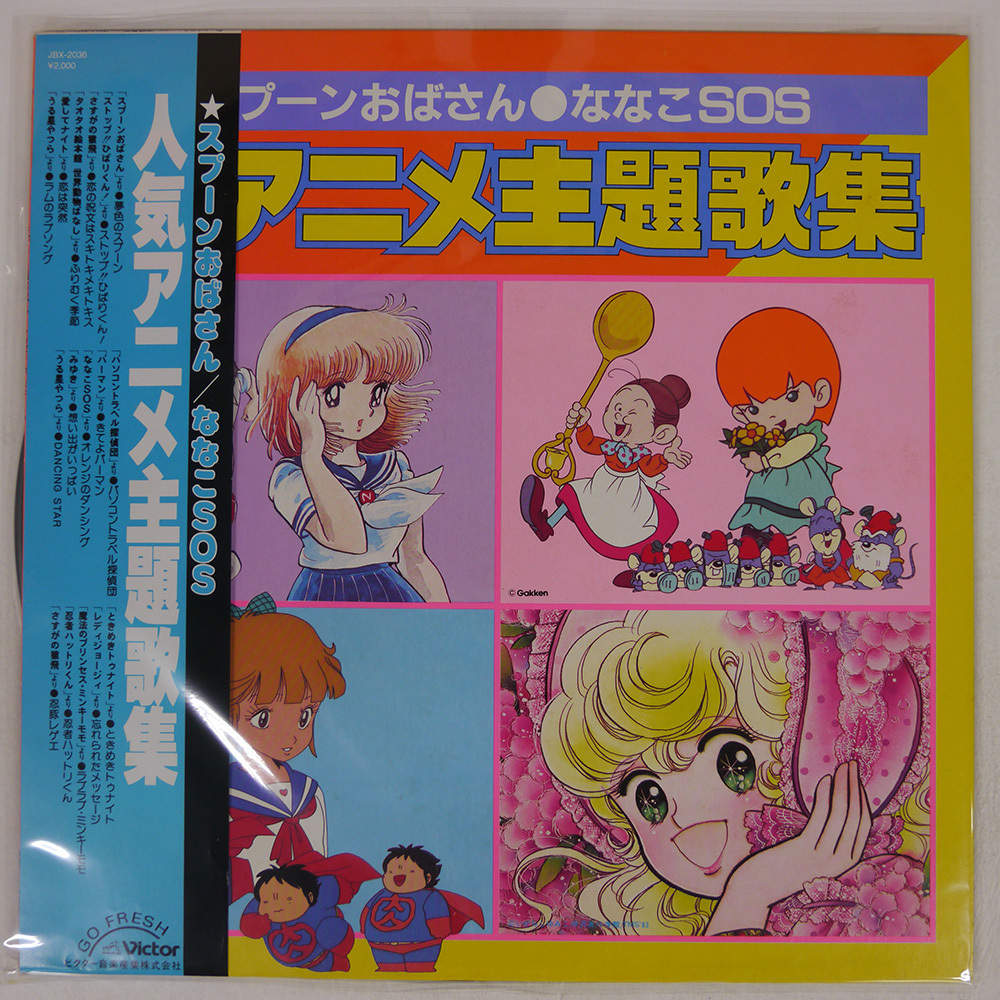 JBX-2036
¥2,000
プーンおばさん●ななこSOS
アニメ主題歌集
★スプーンおばさん/ななこSOS
人気アニメ主題歌集
「スプーンおばさん」より●夢色のスプーン
「ストップ!!ひばりくん!」より●ストップ!!ひばりくん!
「さすがの猿飛」より●恋の呪文はスキトキメキトキス
「タオタオ絵本館 世界動物ばなし」より●ふりむく季節
「愛してナイト」より●恋は突然
「うる星やつら」より●ラムのラブソング
「パソコントラベル探偵団」より●パソコントラベル探偵団
「パーマン」より●きてよパーマン
「ななこSOS」より●オレンジのダンシング
「みゆき」より●想い出がいっぱい
「うる星やつら」より●DANCING STAR
「ときめきトゥナイト」より●ときめきトゥナイト
「レディジョージィ」より●忘れられたメッセージ
「魔法のプリンセス・ミンキーモモ」より●ラブラブ・ミンキーモモ
「忍者ハットリくん」より●忍者ハットリくん
「さすがの猿飛」より●忍豚レゲエ
N
© Gakken
肉
肉
GO FRESH
Victor
ビクター音楽産業株式会社